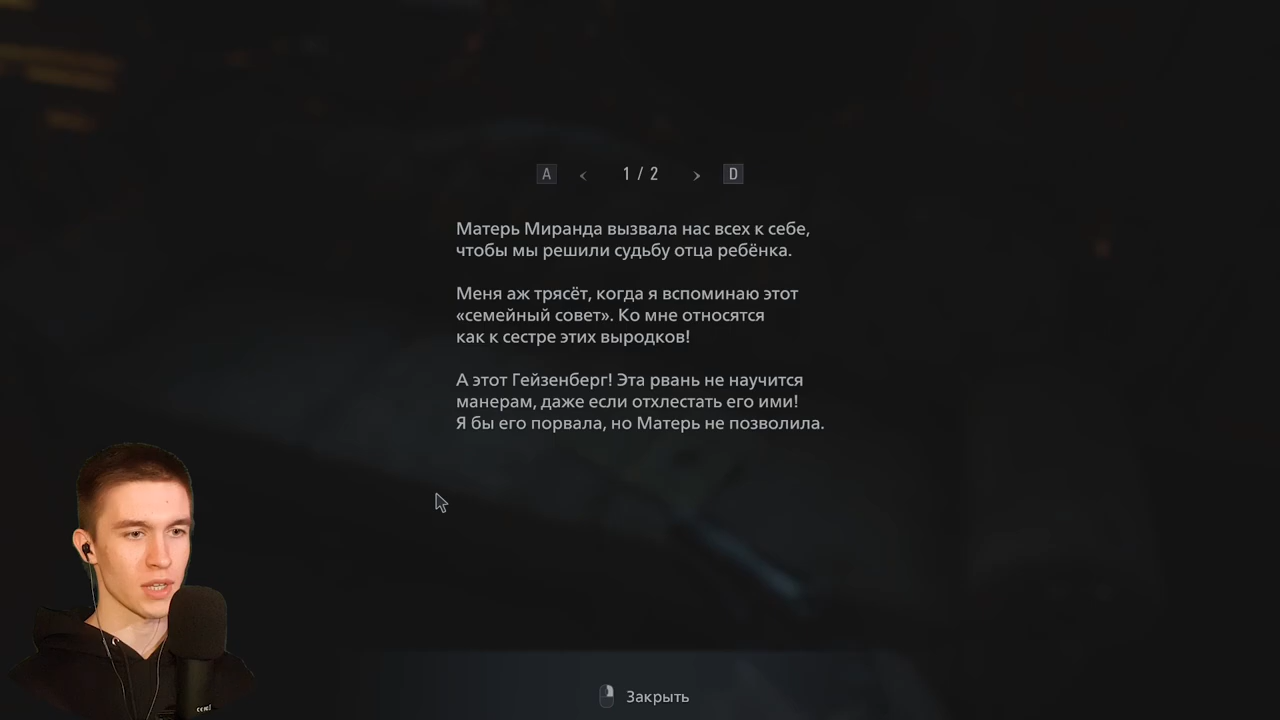 A < 1 / 2 > D
Матерь Миранда вызвала нас всех к себе,
чтобы мы решили судьбу отца ребёнка.
Меня аж трясёт, когда я вспоминаю этот
«семейный совет». Ко мне относятся
как к сестре этих выродков!
А этот Гейзенберг! Эта рвань не научится
манерам, даже если отхлестать его ими!
Я бы его порвала, но Матерь не позволила.
Закрыть